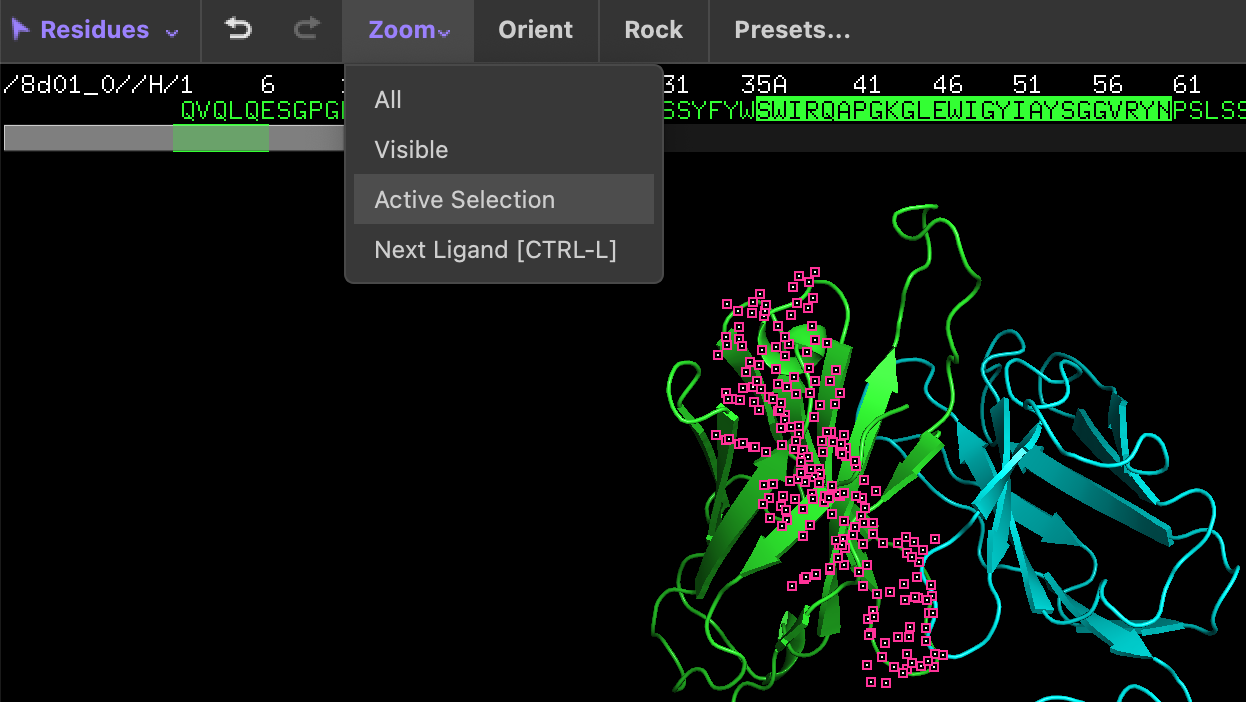 Residues Zoom Orient Rock Presets...
/8d01_0//H/1 6 31 35A 41 46 51 56 61
QVQLQESGPG SSYFYWSWIRQAPGKGLEWIGYIAYSGGVRYNPSLSS
All
Visible
Active Selection
Next Ligand [CTRL-L]